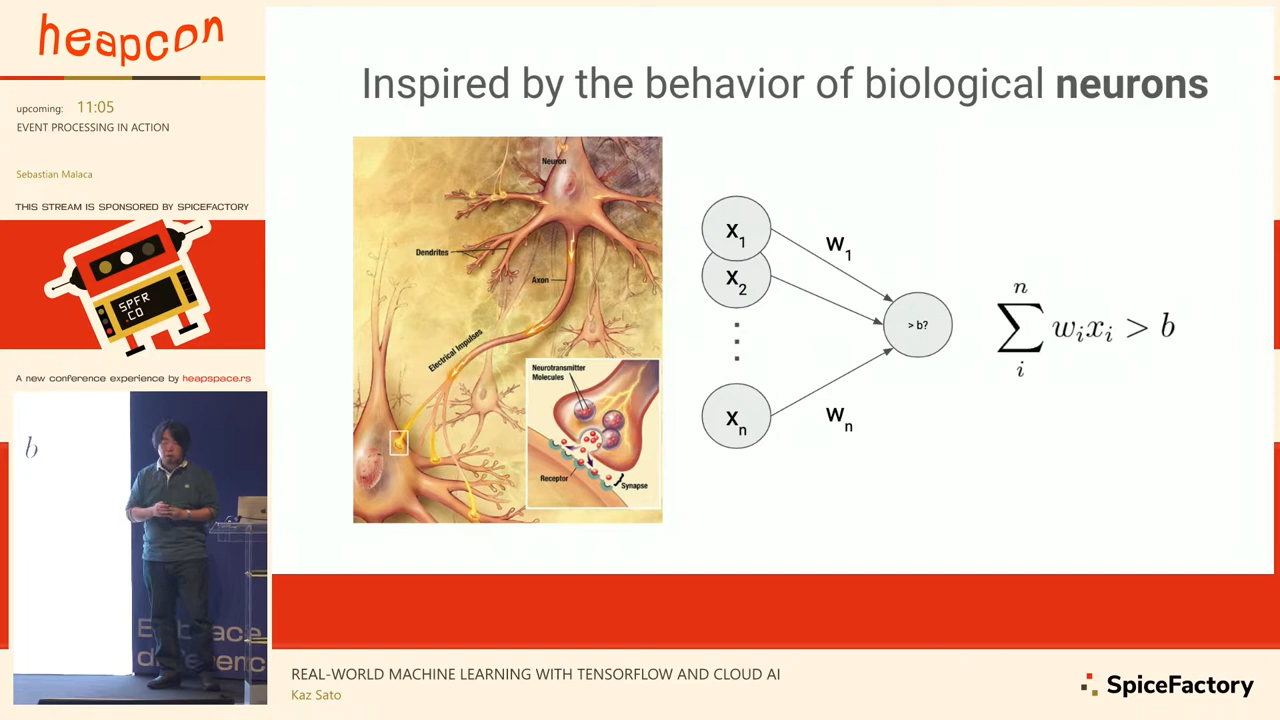 heapcon
upcoming: 11:05
EVENT PROCESSING IN ACTION
Sebastian Malaca
THIS STREAM IS SPONSORED BY SPICEFACTORY
SPFR
.CO
A new conference experience by heapspace.rs
b
Inspired by the behavior of biological neurons
Neuron
Dendrites
Axon
Electrical Impulses
Neurotransmitter
Molecules
Receptor
Synapse
x1
x2
xn
w1
wn
> b?
n
∑ wixi > b
i
REAL-WORLD MACHINE LEARNING WITH TENSORFLOW AND CLOUD AI
Kaz Sato
SpiceFactory